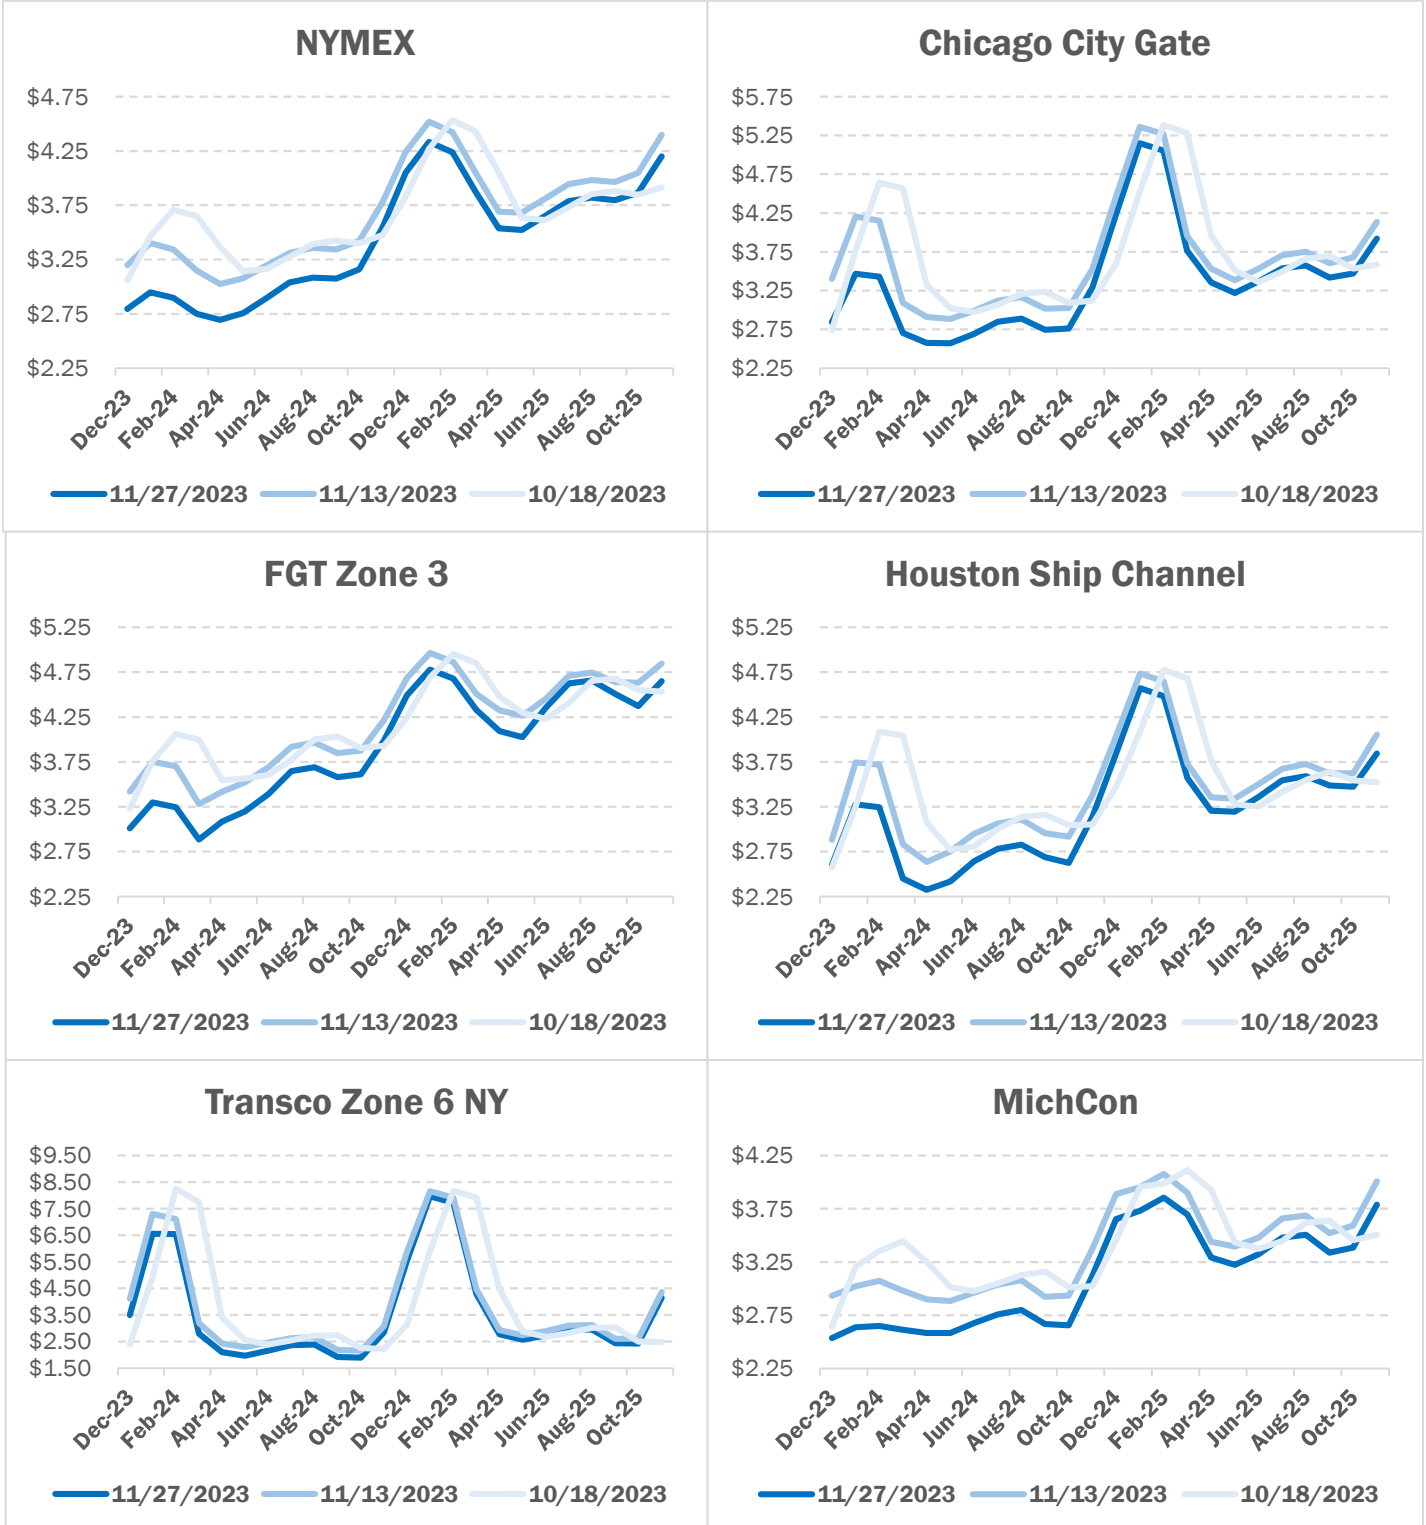 NYMEX
$4.75
$4.25
$3.75
$3.25
$2.75
$2.25
Dec-23 Feb-24 Apr-24 Jun-24 Aug-24 Oct-24 Dec-24 Feb-25 Apr-25 Jun-25 Aug-25 Oct-25
11/27/2023 11/13/2023 10/18/2023
Chicago City Gate
$5.75
$5.25
$4.75
$4.25
$3.75
$3.25
$2.75
$2.25
Dec-23 Feb-24 Apr-24 Jun-24 Aug-24 Oct-24 Dec-24 Feb-25 Apr-25 Jun-25 Aug-25 Oct-25
11/27/2023 11/13/2023 10/18/2023
FGT Zone 3
$5.25
$4.75
$4.25
$3.75
$3.25
$2.75
$2.25
Dec-23 Feb-24 Apr-24 Jun-24 Aug-24 Oct-24 Dec-24 Feb-25 Apr-25 Jun-25 Aug-25 Oct-25
11/27/2023 11/13/2023 10/18/2023
Houston Ship Channel
$5.25
$4.75
$4.25
$3.75
$3.25
$2.75
$2.25
Dec-23 Feb-24 Apr-24 Jun-24 Aug-24 Oct-24 Dec-24 Feb-25 Apr-25 Jun-25 Aug-25 Oct-25
11/27/2023 11/13/2023 10/18/2023
Transco Zone 6 NY
$9.50
$8.50
$7.50
$6.50
$5.50
$4.50
$3.50
$2.50
$1.50
Dec-23 Feb-24 Apr-24 Jun-24 Aug-24 Oct-24 Dec-24 Feb-25 Apr-25 Jun-25 Aug-25 Oct-25
11/27/2023 11/13/2023 10/18/2023
MichCon
$4.25
$3.75
$3.25
$2.75
$2.25
Dec-23 Feb-24 Apr-24 Jun-24 Aug-24 Oct-24 Dec-24 Feb-25 Apr-25 Jun-25 Aug-25 Oct-25
11/27/2023 11/13/2023 10/18/2023